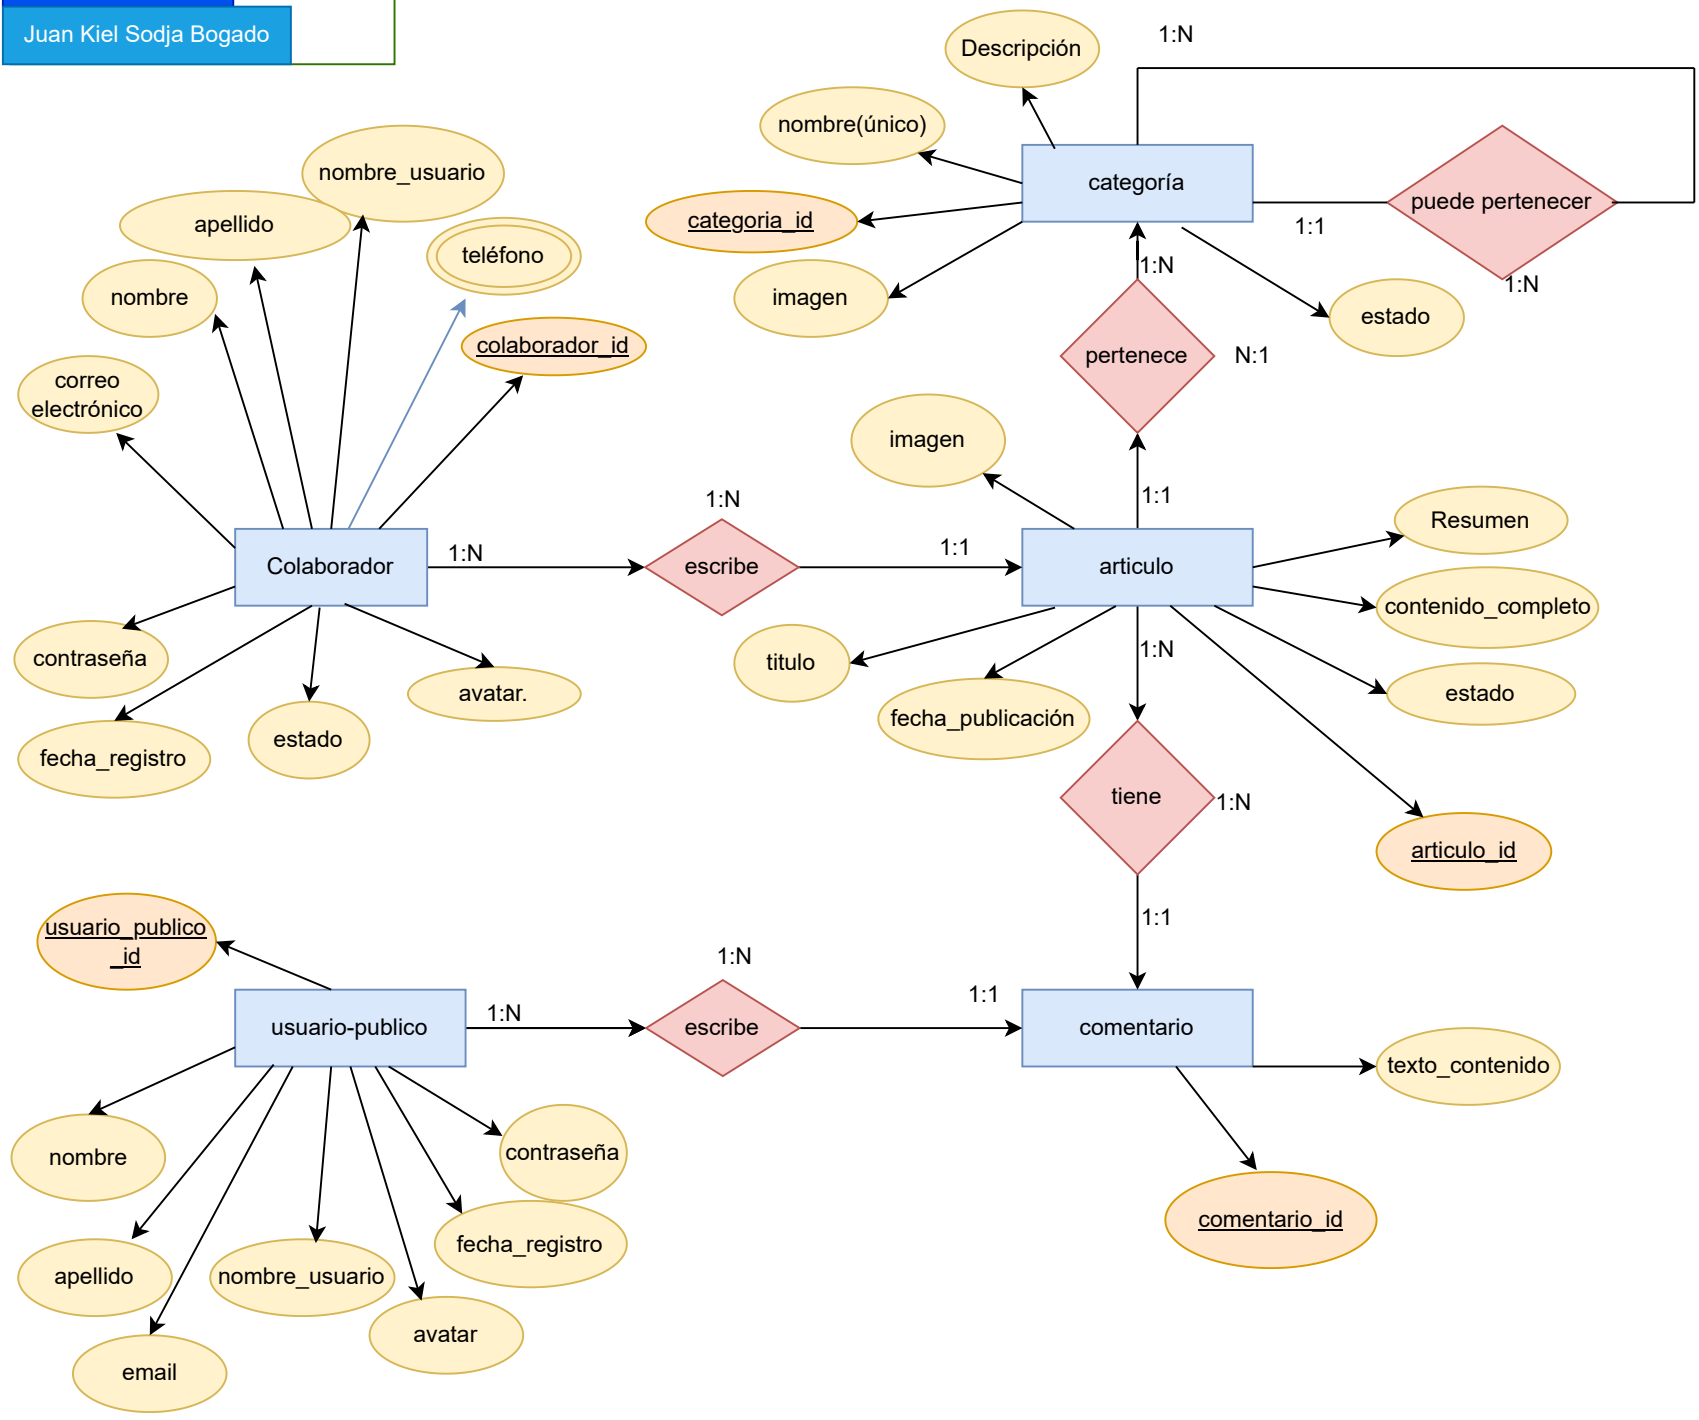 Juan Kiel Sodja Bogado
Descripción
1:N
nombre(único)
nombre_usuario
categoría
puede pertenecer
apellido
categoria_id
1:1
teléfono
1:N
1:N
nombre
imagen
estado
colaborador_id
pertenece
N:1
correo
electrónico
imagen
1:N
1:1
Resumen
1:N
1:1
Colaborador
escribe
articulo
contenido_completo
contraseña
titulo
1:N
avatar.
estado
fecha_publicación
estado
fecha_registro
tiene
1:N
articulo_id
usuario_publico
_id
1:1
1:N
1:1
1:N
usuario-publico
escribe
comentario
texto_contenido
nombre
contraseña
comentario_id
fecha_registro
apellido
nombre_usuario
avatar
email